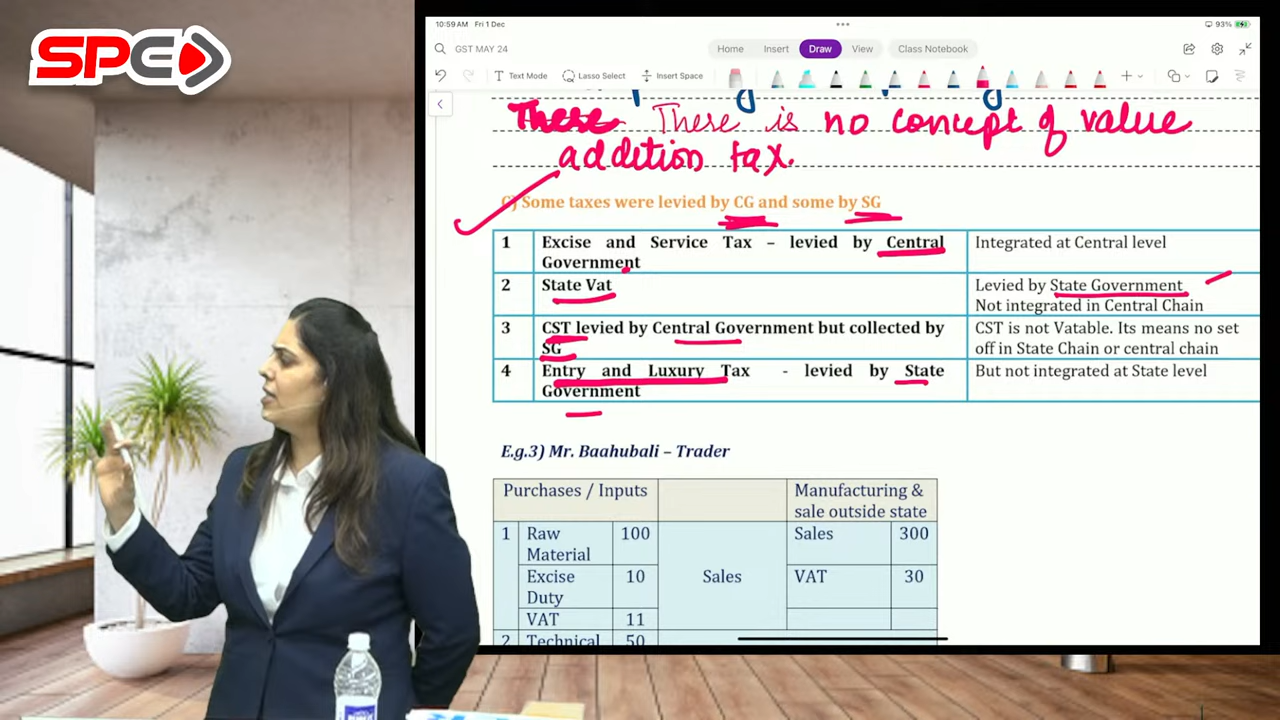 SPED
10:59 AM Fri 1 Dec
93%
GST MAY 24
Home Insert Draw View Class Notebook
Text Mode Lasso Select Insert Space
These There is no concept of value
addition tax.
C) Some taxes were levied by CG and some by SG
1 Excise and Service Tax – levied by Central Government Integrated at Central level
2 State Vat Levied by State Government
Not integrated in Central Chain
3 CST levied by Central Government but collected by SG CST is not Vatable. Its means no set off in State Chain or central chain
4 Entry and Luxury Tax - levied by State Government But not integrated at State level
E.g.3) Mr. Baahubali – Trader
Purchases / Inputs Manufacturing & sale outside state
1 Raw Material 100 Sales Sales 300
Excise Duty 10 VAT 30
VAT 11
2 Technical 50